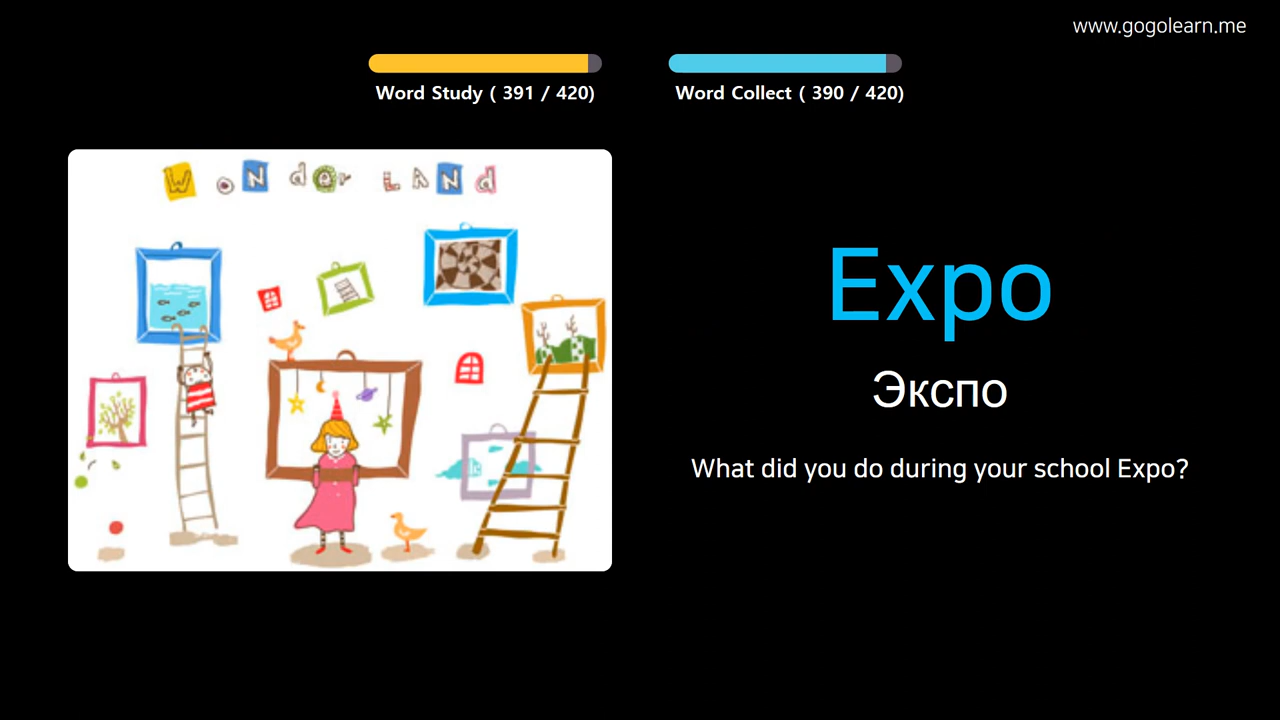 www.gogolearn.me
Word Study ( 391 / 420)
Word Collect ( 390 / 420)
WoNder LANd
Expo
Экспо
What did you do during your school Expo?